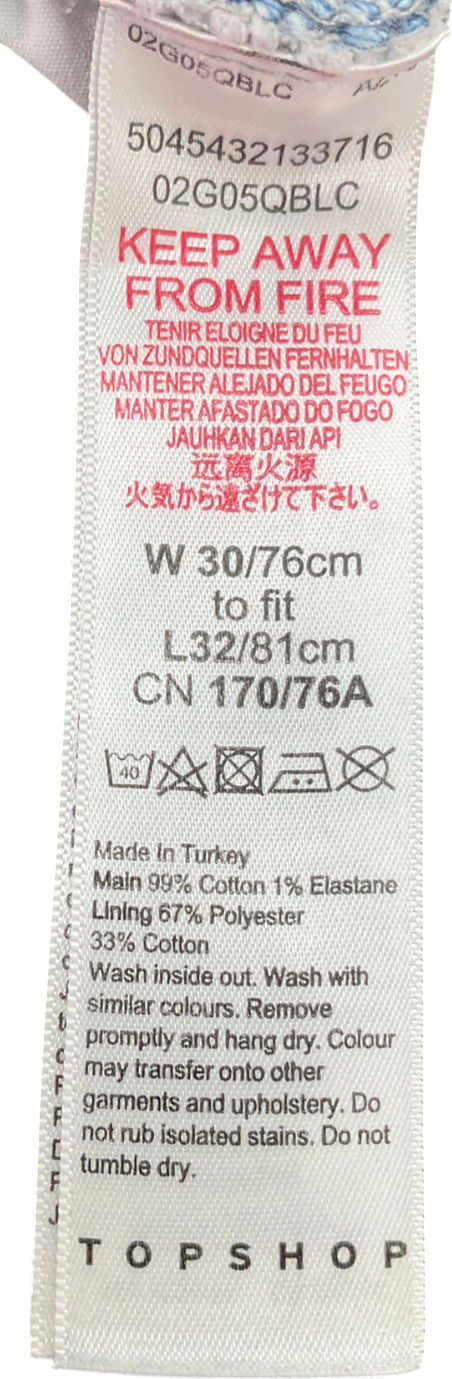 02G05QBLC
5045432133716
02G05QBLC
KEEP AWAY
FROM FIRE
TENIR ELOIGNE DU FEU
VON ZUNDQUELLEN FERNHALTEN
MANTENER ALEJADO DEL FEUGO
MANTER AFASTADO DO FOGO
JAUHKAN DARI API
远离火源
火気から遠ざけて下さい。
W 30/76cm
to fit
L32/81cm
CN 170/76A
40
Made In Turkey
Main 99% Cotton 1% Elastane
Lining 67% Polyester
33% Cotton
Wash inside out. Wash with
similar colours. Remove
promptly and hang dry. Colour
may transfer onto other
garments and upholstery. Do
not rub isolated stains. Do not
tumble dry.
TOPSHOP